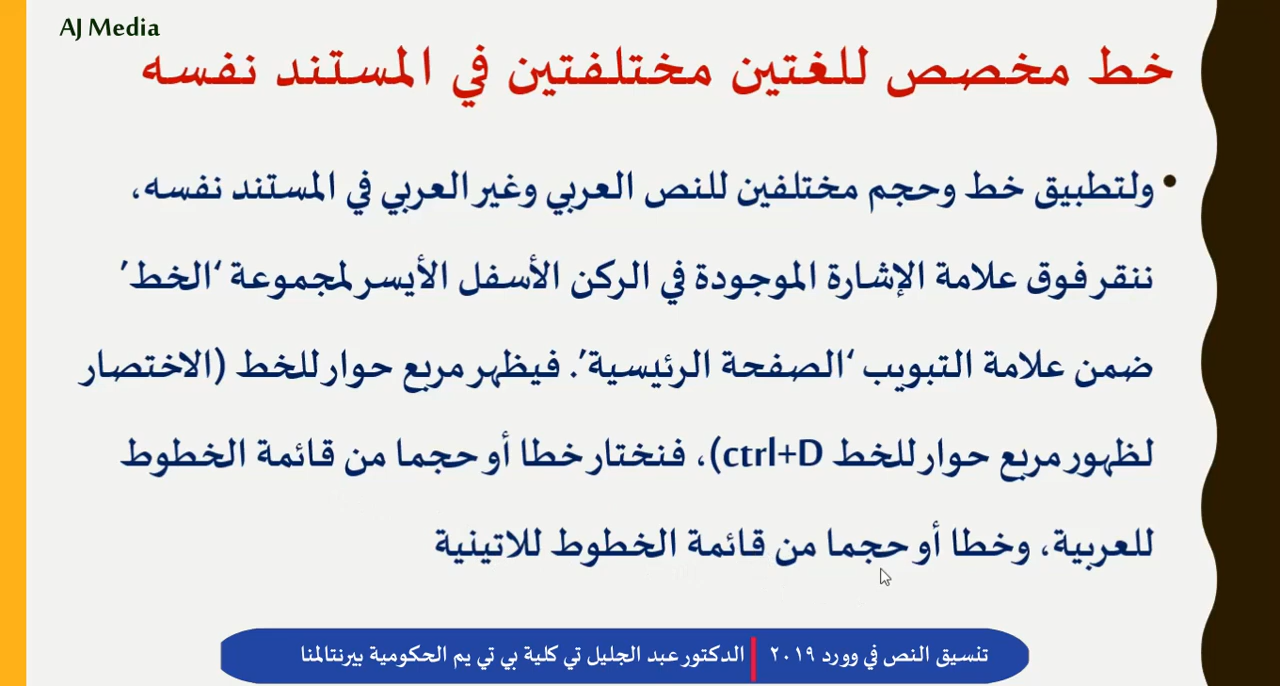 AJ Media
خط مخصص للغتين مختلفتين في المستند نفسه
• ولتطبيق خط وحجم مختلفين للنص العربي وغير العربي في المستند نفسه،
ننقر فوق علامة الإشارة الموجودة في الركن الأسفل الأيسر لمجموعة ‘الخط’
ضمن علامة التبويب ‘الصفحة الرئيسية’. فيظهر مربع حوار للخط (الاختصار
لظهور مربع حوار للخط ctrl+D)، فنختار خطا أو حجما من قائمة الخطوط
للعربية، وخطا أو حجما من قائمة الخطوط للاتينية
تنسيق النص في وورد ٢٠١٩ | الدكتور عبد الجليل تي كلية بي تي يم الحكومية بيرنتالمنا